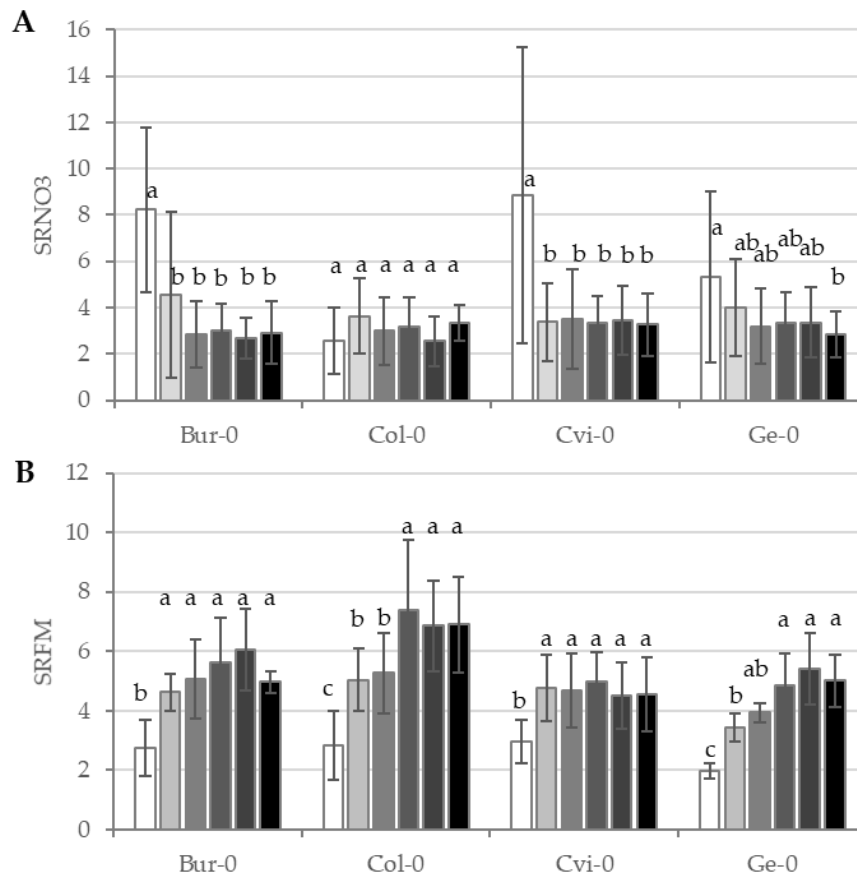 A
16
14
12
10
8
6
4
2
0
SRNO3
a b b b b b
a a a a a a
a b b b b b
a ab ab ab ab b
Bur-0 Col-0 Cvi-0 Ge-0
B
12
10
8
6
4
2
0
SRFM
b a a a a a
c b b a a a
b a a a a a
c b ab a a a
Bur-0 Col-0 Cvi-0 Ge-0